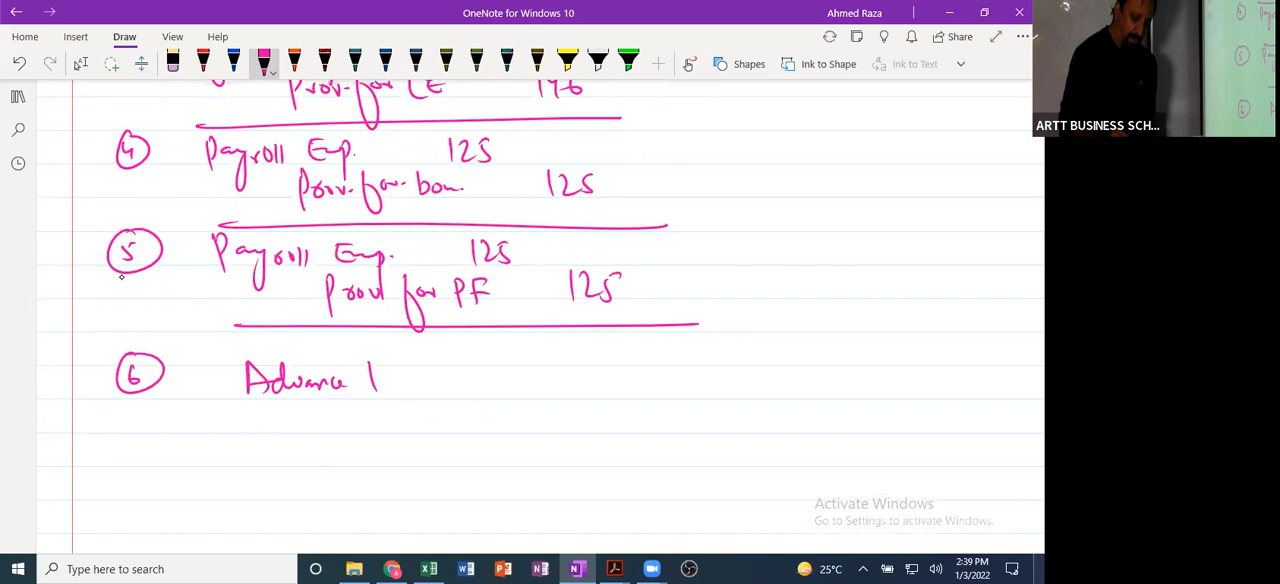 OneNote for Windows 10
Ahmed Raza
Home Insert Draw View Help
Share
Shapes
Ink to Shape
Ink to Text
ARTT BUSINESS SCH...
Prov. for LE 146
4 Payroll Exp. 125
Prov. for bon. 125
5 Payroll Exp. 125
Prov for PF 125
6 Advance
Activate Windows
Go to Settings to activate Windows.
Type here to search
25°C
2:39 PM
1/3/2022